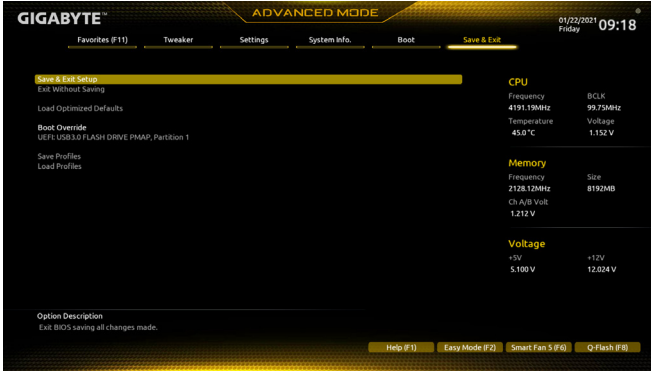 GIGABYTE™
ADVANCED MODE
01/22/2021 Friday 09:18
Favorites (F11) Tweaker Settings System Info. Boot Save & Exit
Save & Exit Setup
Exit Without Saving
Load Optimized Defaults
Boot Override
UEFI: USB3.0 FLASH DRIVE PMAP, Partition 1
Save Profiles
Load Profiles
CPU
Frequency BCLK
4191.19MHz 99.75MHz
Temperature Voltage
45.0 °C 1.152 V
Memory
Frequency Size
2128.12MHz 8192MB
Ch A/B Volt
1.212 V
Voltage
+5V +12V
5.100 V 12.024 V
Option Description
Exit BIOS saving all changes made.
Help (F1) Easy Mode (F2) Smart Fan 5 (F6) Q-Flash (F8)